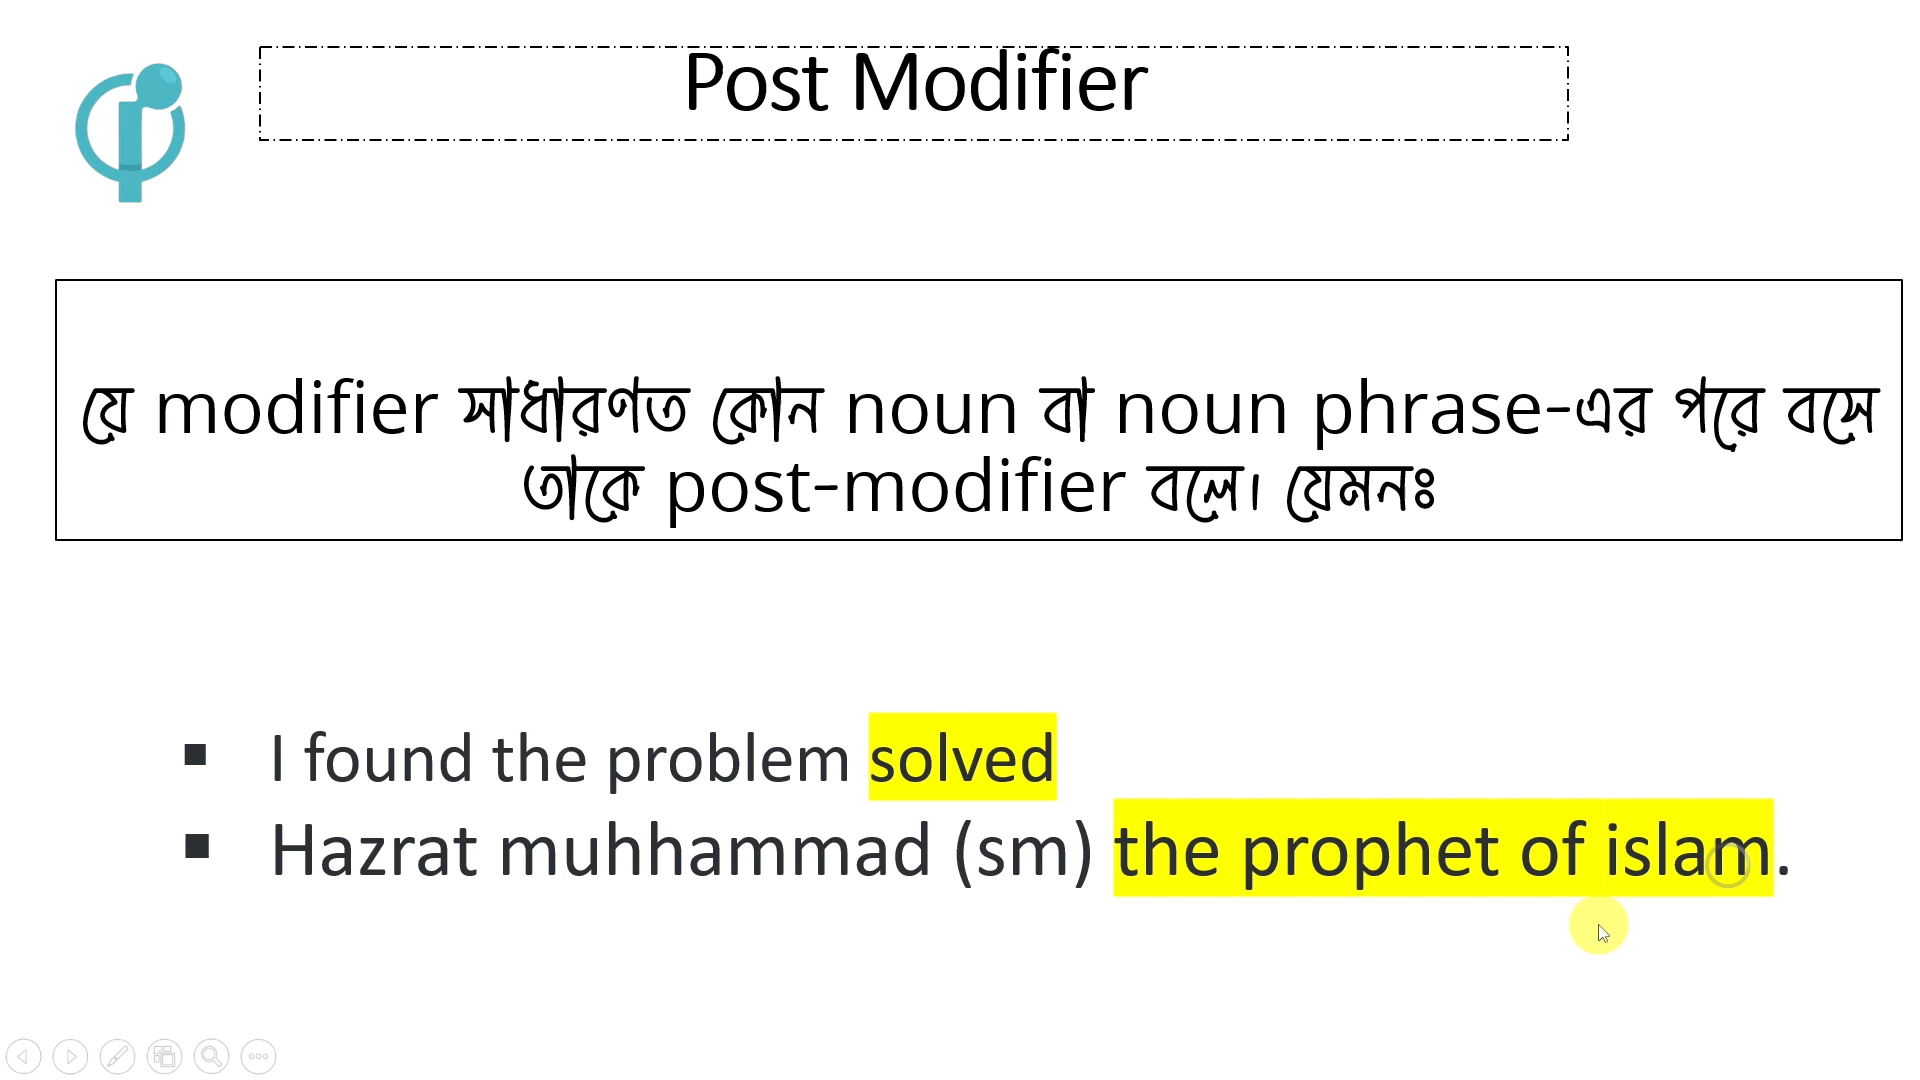 Post Modifier
যে modifier সাধারণত কোন noun বা noun phrase-এর পরে বসে
তাকে post-modifier বলে। যেমনঃ
▪ I found the problem solved
▪ Hazrat muhhammad (sm) the prophet of islam.